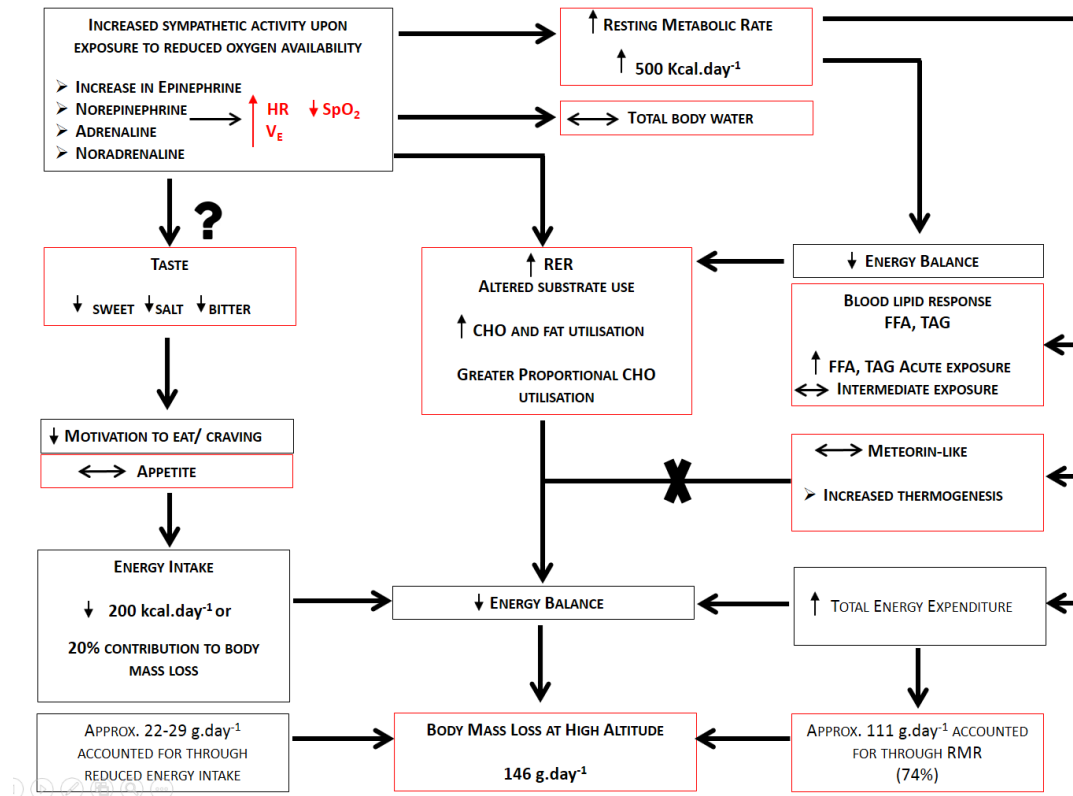 Increased sympathetic activity upon
exposure to reduced oxygen availability
➢ Increase in Epinephrine
➢ Norepinephrine
➢ Adrenaline
➢ Noradrenaline
↑ HR ↓ SpO₂
Vᴇ
↑ Resting Metabolic Rate
↑ 500 Kcal.day⁻¹
↔ Total body water
?
Taste
↓ sweet ↓ salt ↓ bitter
↓ Motivation to eat/ craving
↔ Appetite
Energy Intake
↓ 200 kcal.day⁻¹ or
20% contribution to body
mass loss
Approx. 22-29 g.day⁻¹
accounted for through
reduced energy intake
↑ RER
Altered substrate use
↑ CHO and fat utilisation
Greater Proportional CHO
utilisation
↓ Energy Balance
Body Mass Loss at High Altitude
146 g.day⁻¹
↓ Energy Balance
Blood lipid response
FFA, TAG
↑ FFA, TAG Acute exposure
↔ Intermediate exposure
↔ Meteorin-like
➢ Increased thermogenesis
↑ Total Energy Expenditure
Approx. 111 g.day⁻¹ accounted
for through RMR
(74%)